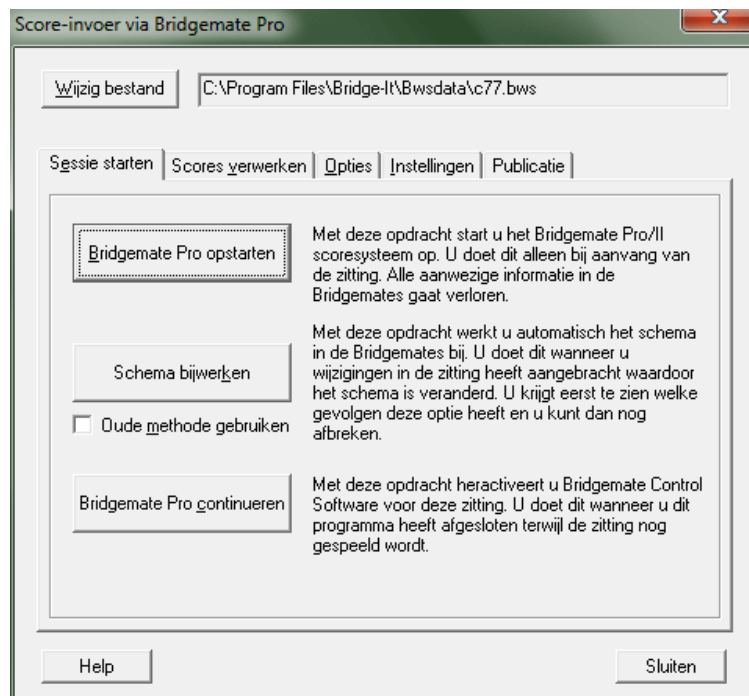 Score-invoer via Bridgemate Pro
Wijzig bestand
C:\Program Files\Bridge-It\Bwsdata\c77.bws
Sessie starten
Scores verwerken
Opties
Instellingen
Publicatie
Bridgemate Pro opstarten
Met deze opdracht start u het Bridgemate Pro/II
scoresysteem op. U doet dit alleen bij aanvang van
de zitting. Alle aanwezige informatie in de
Bridgemates gaat verloren.
Schema bijwerken
Oude methode gebruiken
Met deze opdracht werkt u automatisch het schema
in de Bridgemates bij. U doet dit wanneer u
wijzigingen in de zitting heeft aangebracht waardoor
het schema is veranderd. U krijgt eerst te zien welke
gevolgen deze optie heeft en u kunt dan nog
afbreken.
Bridgemate Pro continueren
Met deze opdracht heractiveert u Bridgemate Control
Software voor deze zitting. U doet dit wanneer u dit
programma heeft afgesloten terwijl de zitting nog
gespeeld wordt.
Help
Sluiten